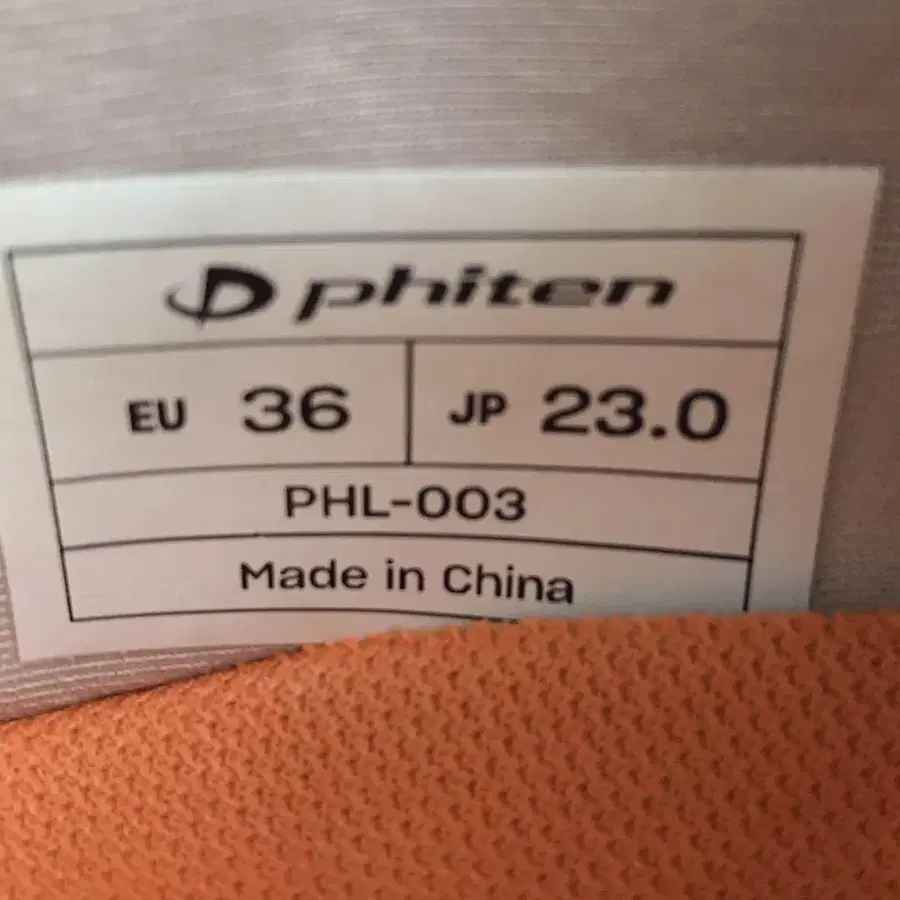 phiten
EU 36 JP 23.0
PHL-003
Made in China